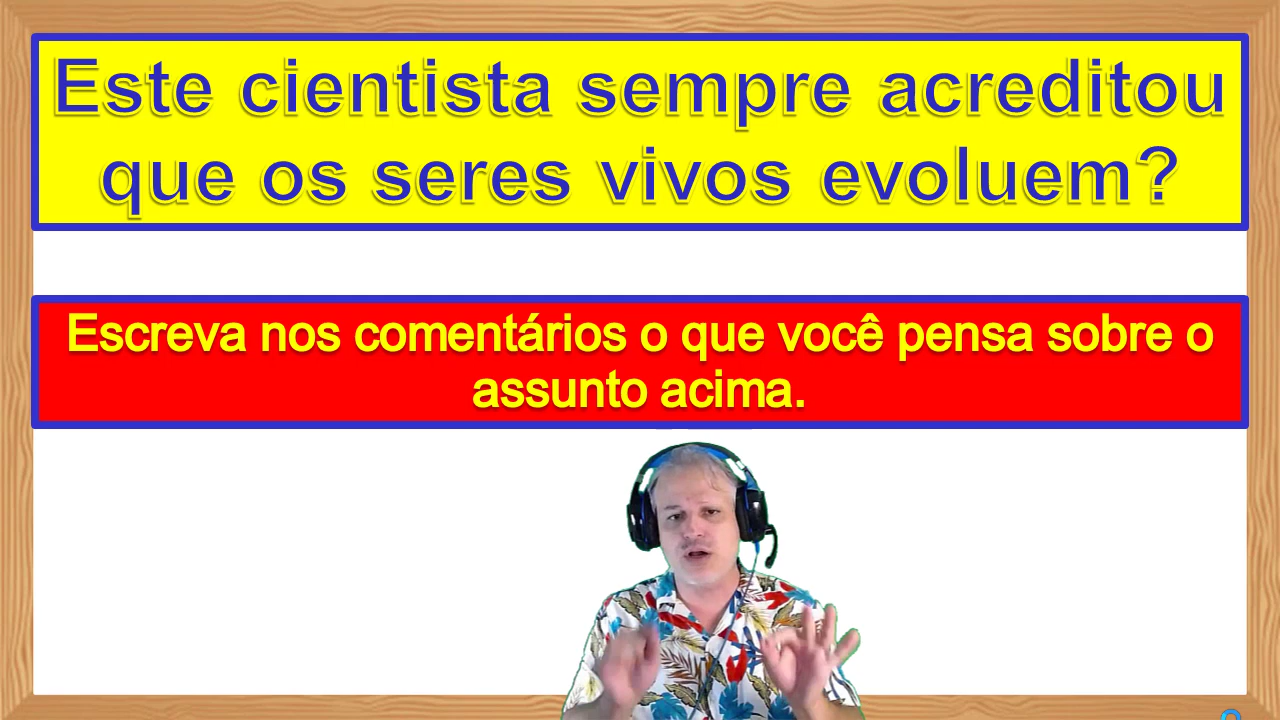 Este cientista sempre acreditou
que os seres vivos evoluem?
Escreva nos comentários o que você pensa sobre o
assunto acima.